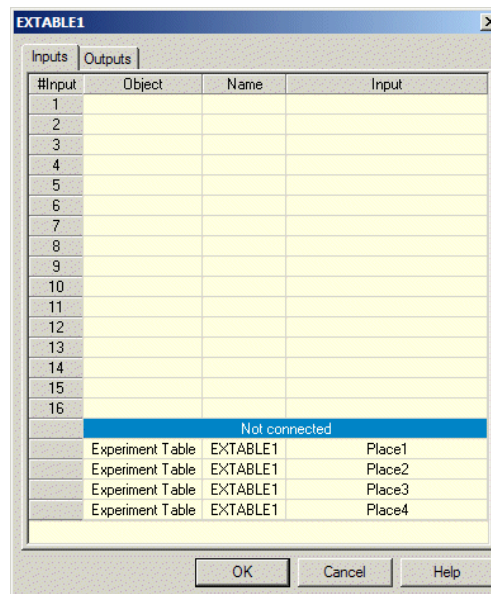 EXTABLE1
Inputs Outputs
#Input Object Name Input
1
2
3
4
5
6
7
8
9
10
11
12
13
14
15
16
Not connected
Experiment Table EXTABLE1 Place1
Experiment Table EXTABLE1 Place2
Experiment Table EXTABLE1 Place3
Experiment Table EXTABLE1 Place4
OK Cancel Help